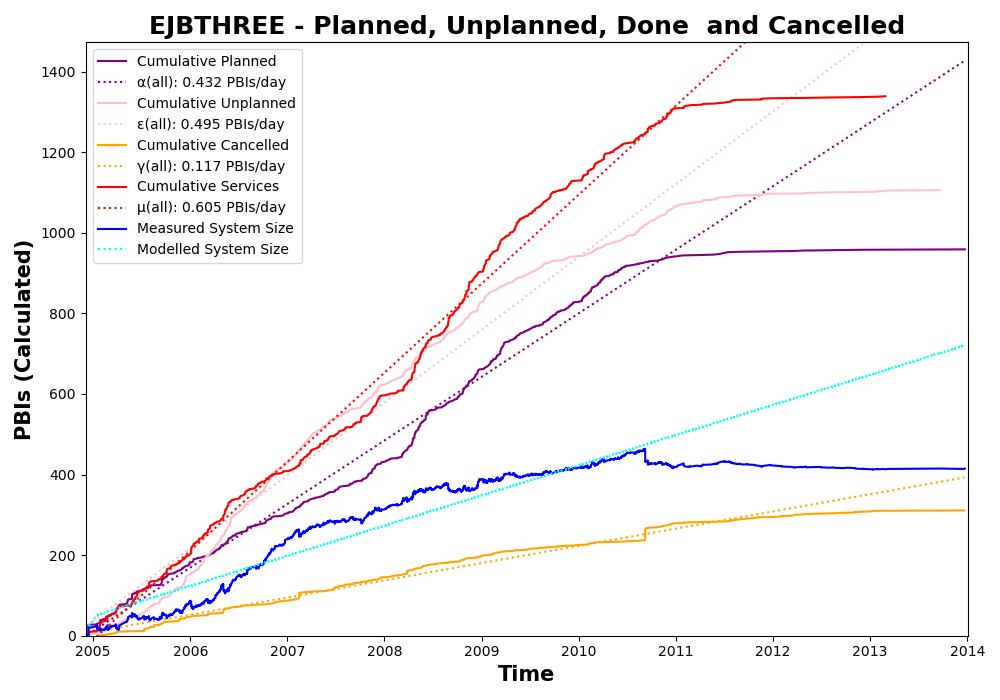 EJBTHREE - Planned, Unplanned, Done  and Cancelled
PBIs (Calculated)
1400
1200
1000
800
600
400
200
0
Cumulative Planned
α(all): 0.432 PBIs/day
Cumulative Unplanned
ε(all): 0.495 PBIs/day
Cumulative Cancelled
γ(all): 0.117 PBIs/day
Cumulative Services
μ(all): 0.605 PBIs/day
Measured System Size
Modelled System Size
2005 2006 2007 2008 2009 2010 2011 2012 2013 2014
Time